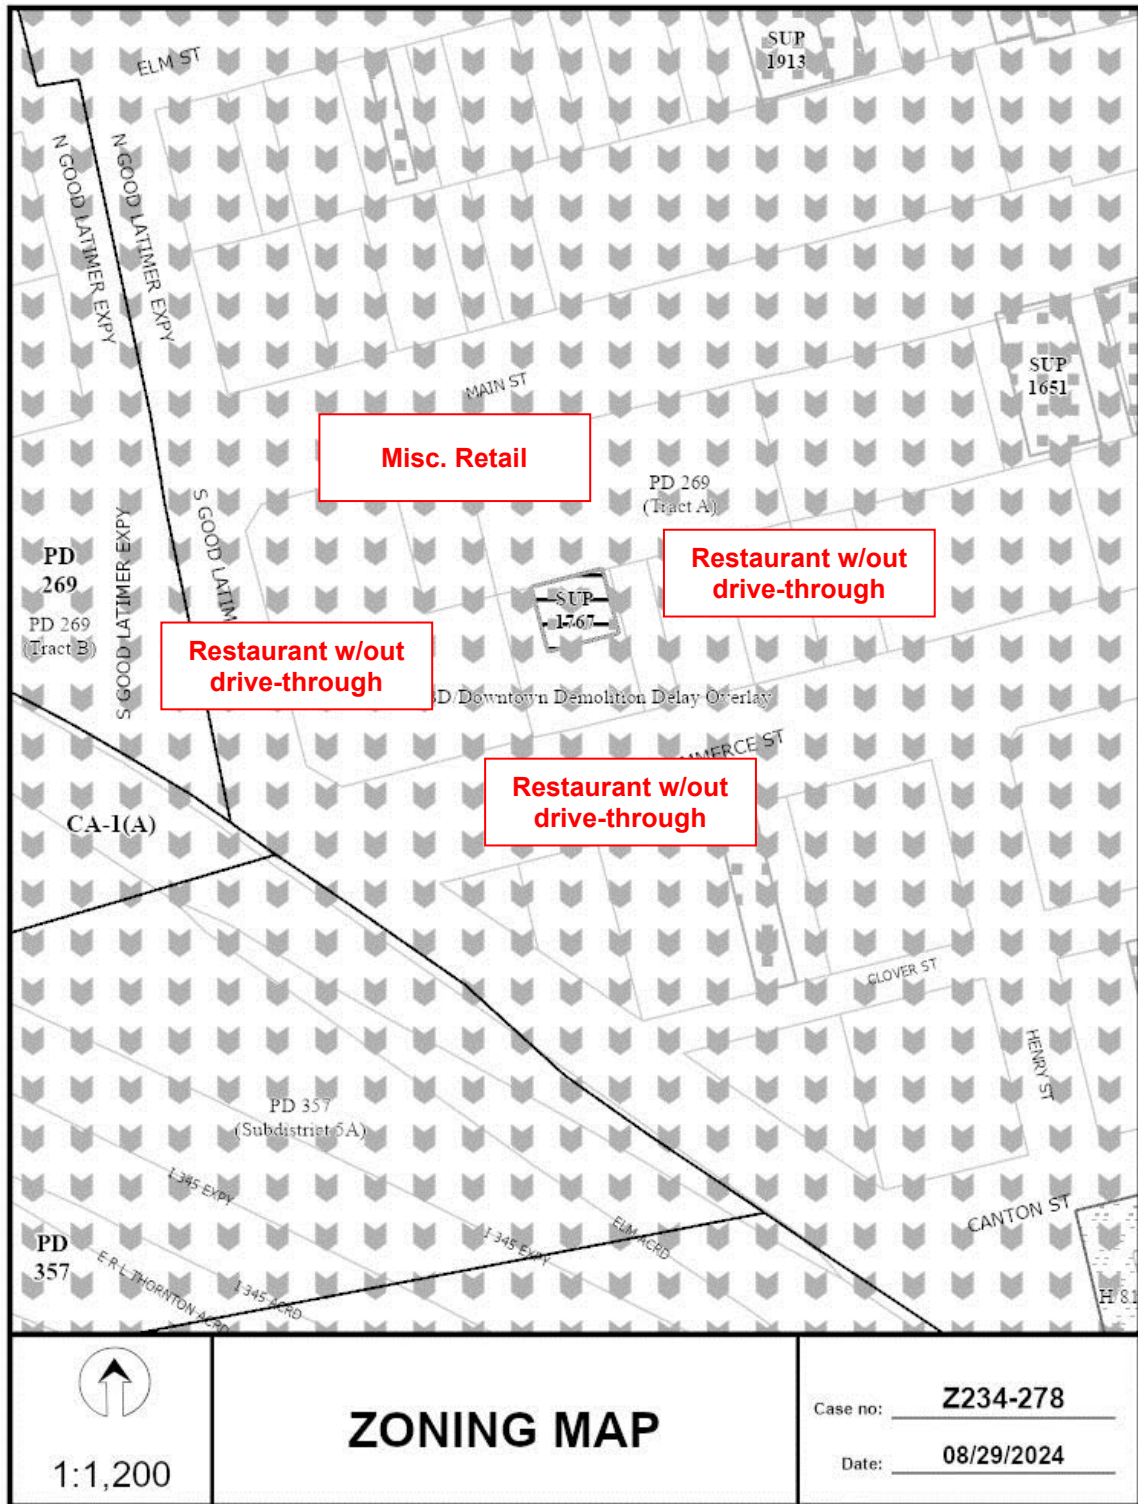 ELM ST
SUP
1913
N GOOD LATIMER EXPY
N GOOD LATIMER EXPY
SUP
1651
MAIN ST
Misc. Retail
PD 269
(Tract A)
S GOOD LATIMER EXPY
S GOOD LATIM
PD
269
PD 269
(Tract B)
Restaurant w/out
drive-through
SUP
1767
Restaurant w/out
drive-through
D/Downtown Demolition Delay Overlay
MMERCE ST
Restaurant w/out
drive-through
CA-1(A)
CLOVER ST
HENRY ST
PD 357
(Subdistrict 5A)
I 345 EXPY
I 345 EXPY
ELM ACRD
CANTON ST
PD
357
E R L THORNTON ACRD
I 345 ACRD
H/81
1:1,200
ZONING MAP
Case no: Z234-278
Date: 08/29/2024